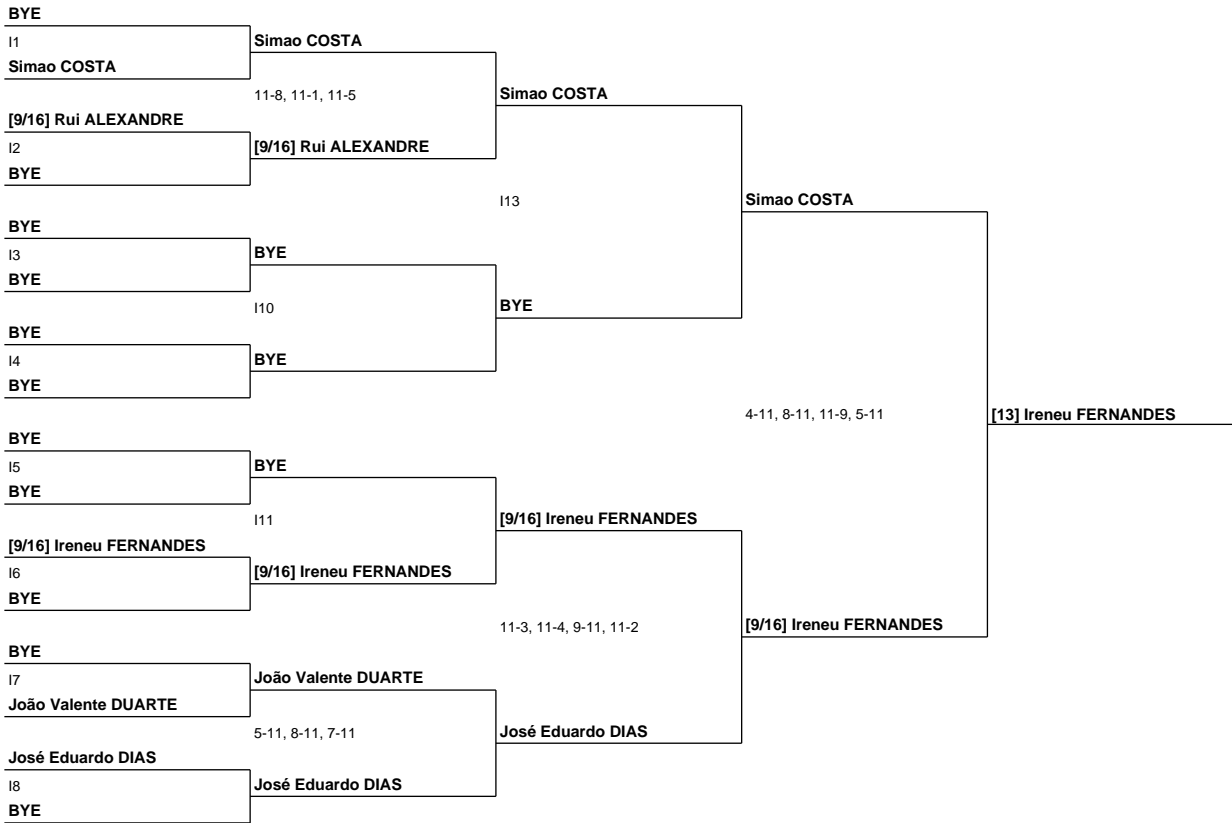 BYE
I1
Simao COSTA
Simao COSTA
11-8, 11-1, 11-5
Simao COSTA
[9/16] Rui ALEXANDRE
I2
[9/16] Rui ALEXANDRE
BYE
I13
Simao COSTA
BYE
I3
BYE
BYE
I10
BYE
BYE
I4
BYE
BYE
4-11, 8-11, 11-9, 5-11
[13] Ireneu FERNANDES
BYE
I5
BYE
BYE
I11
[9/16] Ireneu FERNANDES
[9/16] Ireneu FERNANDES
I6
[9/16] Ireneu FERNANDES
BYE
11-3, 11-4, 9-11, 11-2
[9/16] Ireneu FERNANDES
BYE
I7
João Valente DUARTE
João Valente DUARTE
5-11, 8-11, 7-11
José Eduardo DIAS
José Eduardo DIAS
I8
José Eduardo DIAS
BYE